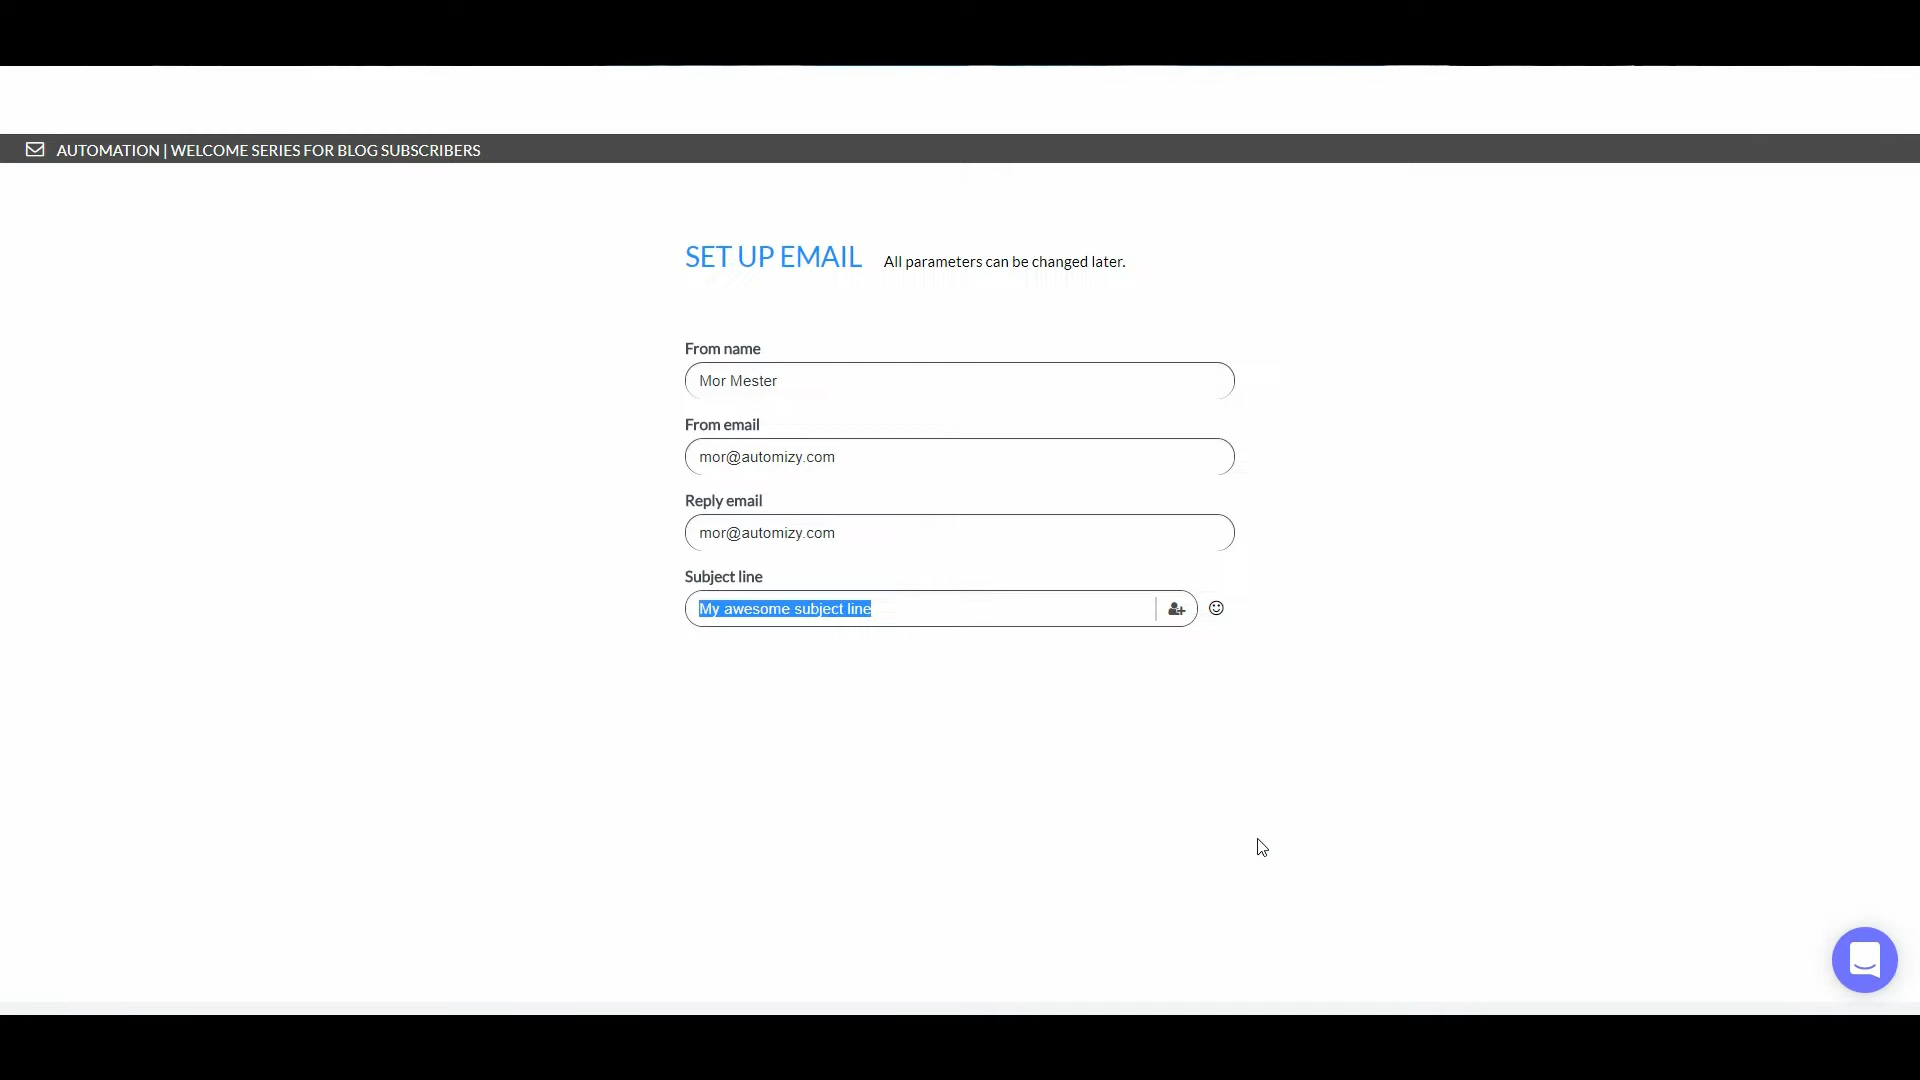 AUTOMATION | WELCOME SERIES FOR BLOG SUBSCRIBERS
SET UP EMAIL All parameters can be changed later.
From name
Mor Mester
From email
mor@automizy.com
Reply email
mor@automizy.com
Subject line
My awesome subject line